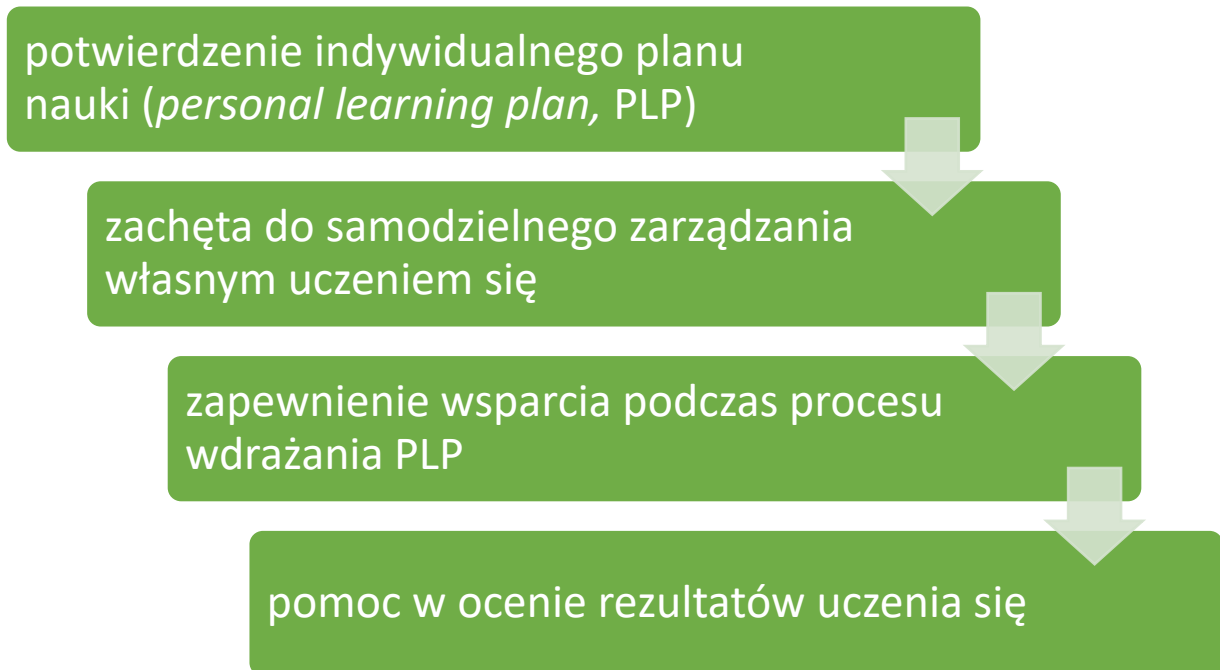 potwierdzenie indywidualnego planu
nauki (personal learning plan, PLP)
zachęta do samodzielnego zarządzania
własnym uczeniem się
zapewnienie wsparcia podczas procesu
wdrażania PLP
pomoc w ocenie rezultatów uczenia się